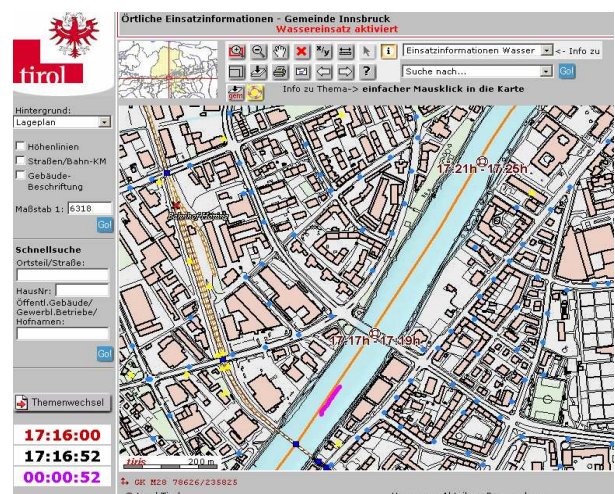 Örtliche Einsatzinformationen - Gemeinde Innsbruck
Wassereinsatz aktiviert
tirol
x/y
i
Einsatzinformationen Wasser
<- Info zu
?
Suche nach...
Go!
gem
Info zu Thema-> einfacher Mausklick in die Karte
Hintergrund:
Lageplan
Höhenlinien
Straßen/Bahn-KM
Gebäude-
Beschriftung
Maßstab 1: 6318
Go!
Schnellsuche
Ortsteil/Straße:
HausNr:
Öffentl.Gebäude/
Gewerbl.Betriebe/
Hofnamen:
Go!
Themenwechsel
17:16:00
17:16:52
00:00:52
17:21h - 17:25h
17:17h - 17:19h
tiris
200 m
GK M28 78626/235825